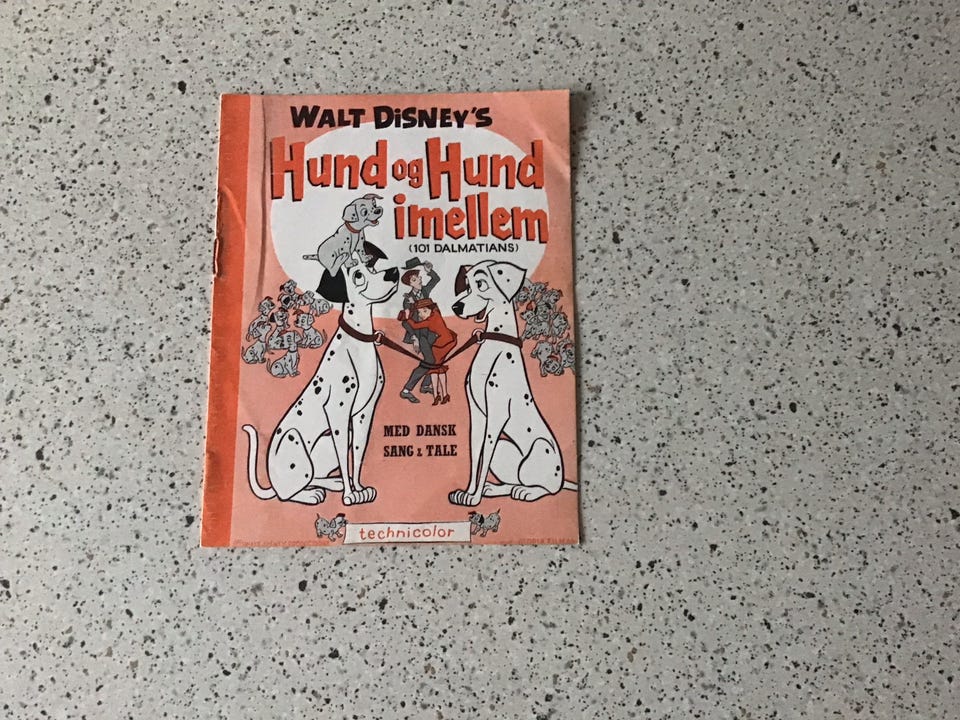 WALT DISNEY'S
Hund og Hund
imellem
(101 DALMATIANS)
MED DANSK
SANG & TALE
technicolor